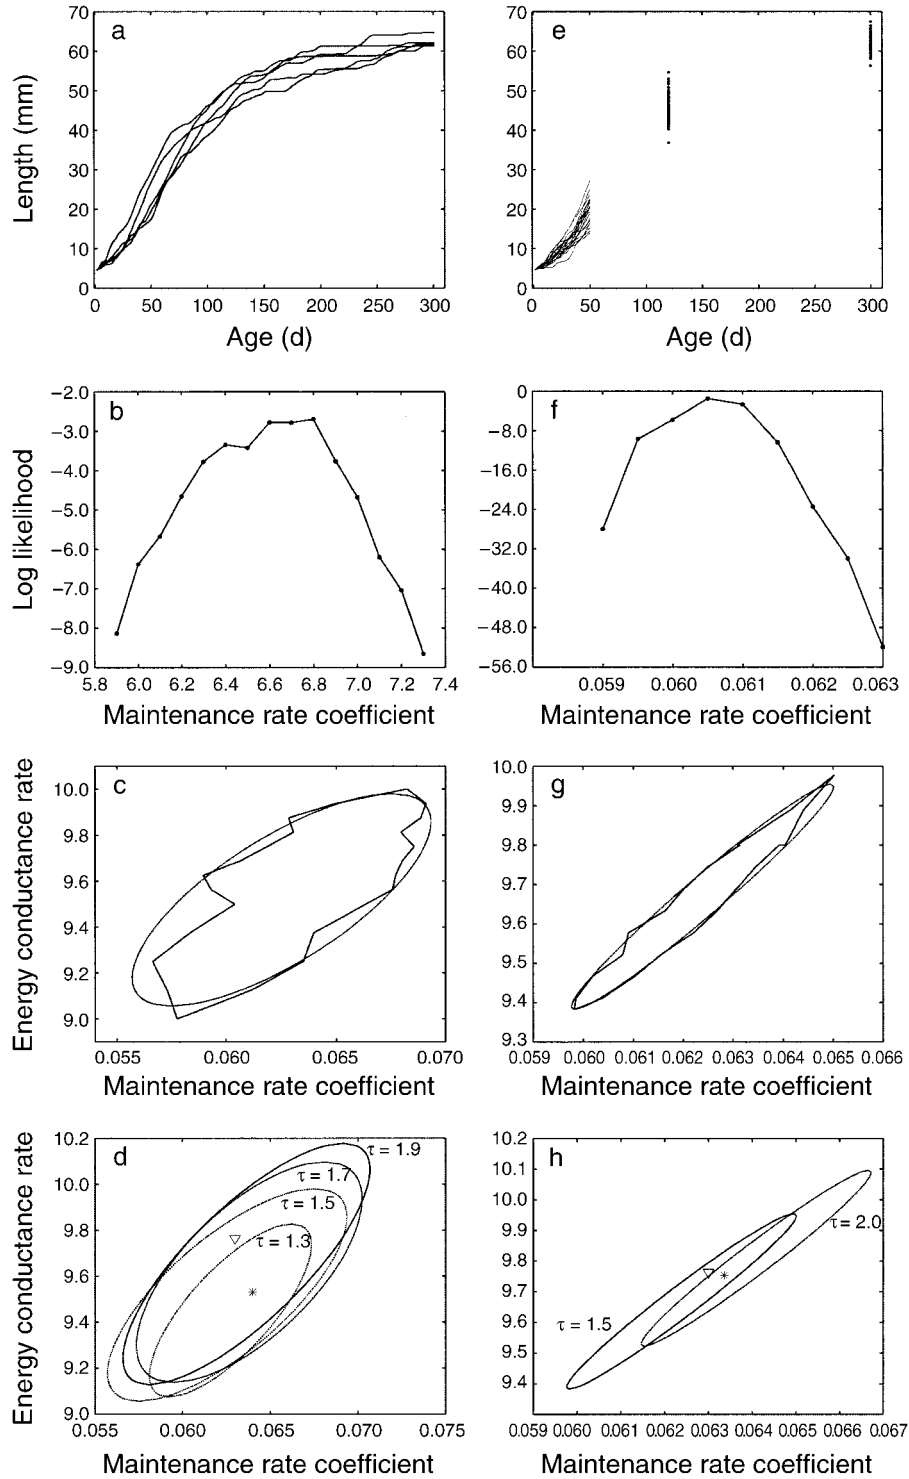 a
70
60
50
40
30
20
10
0
Length (mm)
0 50 100 150 200 250 300
Age (d)
e
70
60
50
40
30
20
10
0
0 50 100 150 200 250 300
Age (d)
b
−2.0
−3.0
−4.0
−5.0
−6.0
−7.0
−8.0
−9.0
Log likelihood
5.8 6.0 6.2 6.4 6.6 6.8 7.0 7.2 7.4
Maintenance rate coefficient
f
0
−8.0
−16.0
−24.0
−32.0
−40.0
−48.0
−56.0
0.059 0.060 0.061 0.062 0.063
Maintenance rate coefficient
c
10.0
9.8
9.6
9.4
9.2
9.0
Energy conductance rate
0.055 0.060 0.065 0.070
Maintenance rate coefficient
g
10.0
9.9
9.8
9.7
9.6
9.5
9.4
9.3
0.059 0.060 0.061 0.062 0.063 0.064 0.065 0.066
Maintenance rate coefficient
d
10.2
10.0
9.8
9.6
9.4
9.2
9.0
Energy conductance rate
τ = 1.9
τ = 1.7
τ = 1.5
τ = 1.3
0.055 0.060 0.065 0.070 0.075
Maintenance rate coefficient
h
10.2
10.1
10.0
9.9
9.8
9.7
9.6
9.5
9.4
τ = 2.0
τ = 1.5
0.059 0.060 0.061 0.062 0.063 0.064 0.065 0.066 0.067
Maintenance rate coefficient